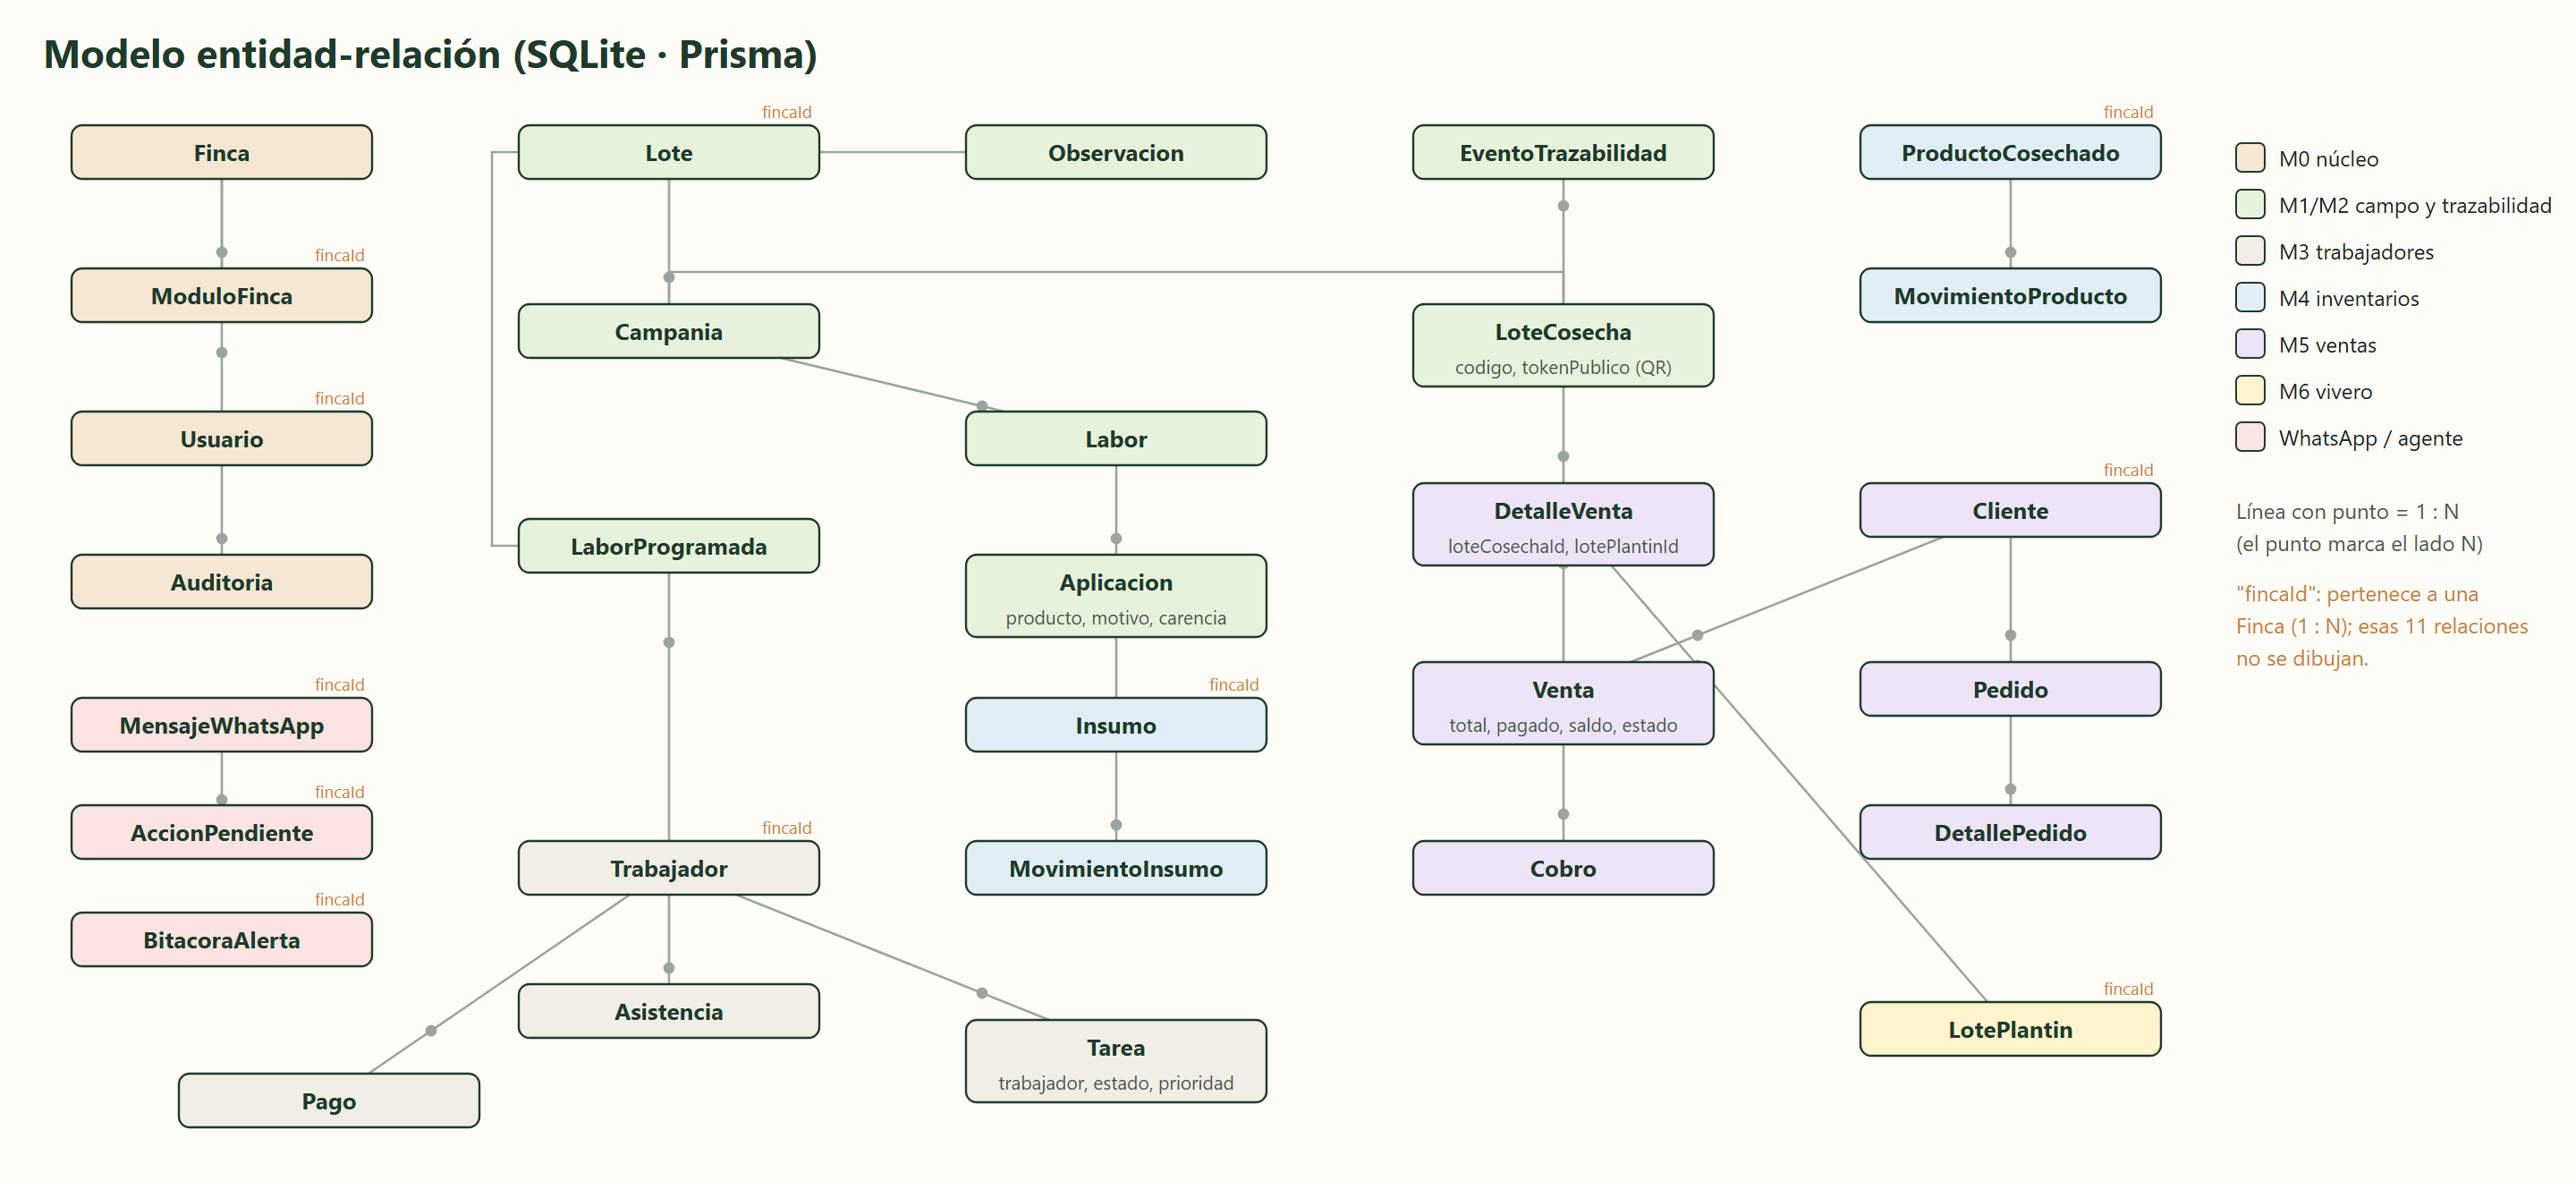 Modelo entidad-relación (SQLite · Prisma)
fincaId
fincaId
Finca
Lote
Observacion
EventoTrazabilidad
ProductoCosechado
fincaId
ModuloFinca
MovimientoProducto
Campania
LoteCosecha
codigo, tokenPublico (QR)
fincaId
Usuario
Labor
fincaId
DetalleVenta
loteCosechaId, lotePlantinId
Cliente
LaborProgramada
Auditoria
Aplicacion
producto, motivo, carencia
fincaId
MensajeWhatsApp
fincaId
Insumo
Venta
total, pagado, saldo, estado
Pedido
fincaId
AccionPendiente
DetallePedido
fincaId
Trabajador
MovimientoInsumo
Cobro
fincaId
BitacoraAlerta
Asistencia
fincaId
LotePlantin
Tarea
trabajador, estado, prioridad
Pago
M0 núcleo
M1/M2 campo y trazabilidad
M3 trabajadores
M4 inventarios
M5 ventas
M6 vivero
WhatsApp / agente
Línea con punto = 1 : N
(el punto marca el lado N)
"fincaId": pertenece a una
Finca (1 : N); esas 11 relaciones
no se dibujan.